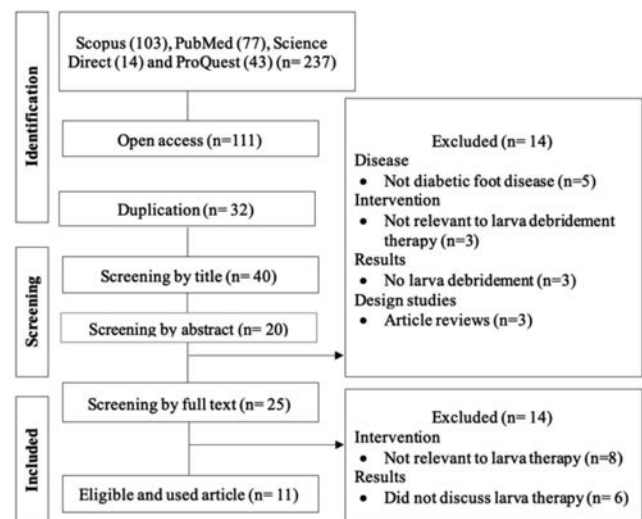 Identification
Scopus (103), PubMed (77), Science
Direct (14) and ProQuest (43) (n= 237)
Open access (n=111)
Duplication (n= 32)
Screening
Screening by title (n= 40)
Screening by abstract (n= 20)
Excluded (n= 14)
Disease
• Not diabetic foot disease (n=5)
Intervention
• Not relevant to larva debridement
therapy (n=3)
Results
• No larva debridement (n=3)
Design studies
• Article reviews (n=3)
Included
Screening by full text (n= 25)
Eligible and used article (n= 11)
Excluded (n= 14)
Intervention
• Not relevant to larva therapy (n=8)
Results
• Did not discuss larva therapy (n= 6)